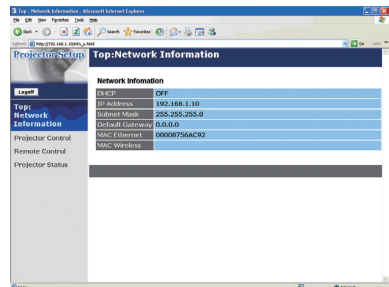 Top : Network Information - Microsoft Internet Explorer
File Edit View Favorites Tools Help
Back Search Favorites
Address http://192.168.1.10/info_u.html Go Links
Projector Setup
Top:Network Information
Logoff
Top:
Network
Information
Projector Control
Remote Control
Projector Status
Network Infomation
DHCP OFF
IP Address 192.168.1.10
Subnet Mask 255.255.255.0
Default Gateway 0.0.0.0
MAC Ethernet 00008756AC92
MAC Wireless